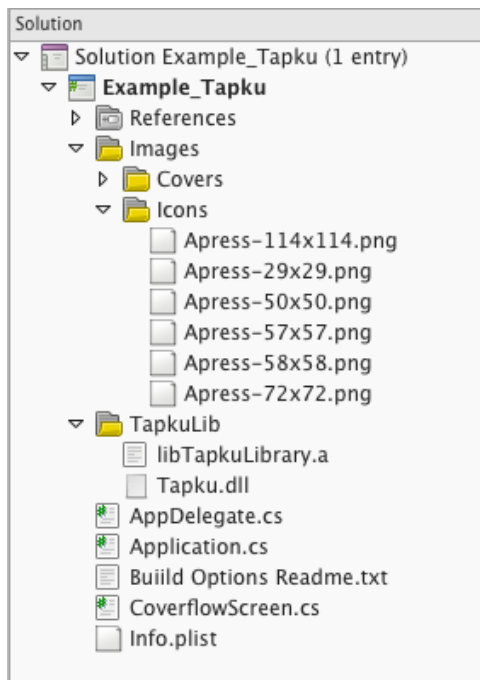 Solution
Solution Example_Tapku (1 entry)
Example_Tapku
References
Images
Covers
Icons
Apress-114x114.png
Apress-29x29.png
Apress-50x50.png
Apress-57x57.png
Apress-58x58.png
Apress-72x72.png
TapkuLib
libTapkuLibrary.a
Tapku.dll
AppDelegate.cs
Application.cs
Buiild Options Readme.txt
CoverflowScreen.cs
Info.plist